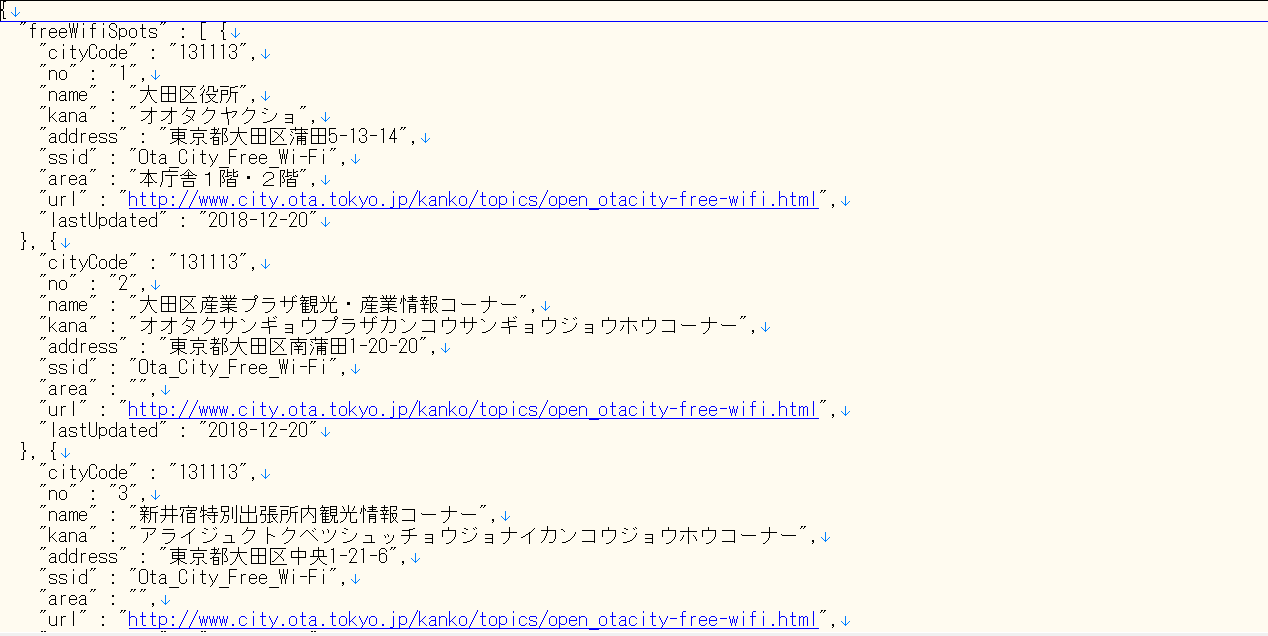 {↓
"freeWifiSpots" : [ {↓
"cityCode" : "131113",↓
"no" : "1",↓
"name" : "大田区役所",↓
"kana" : "オオタクヤクショ",↓
"address" : "東京都大田区蒲田5-13-14",↓
"ssid" : "Ota_City_Free_Wi-Fi",↓
"area" : "本庁舎１階・２階",↓
"url" : "http://www.city.ota.tokyo.jp/kanko/topics/open_otacity-free-wifi.html",↓
"lastUpdated" : "2018-12-20"↓
}, {↓
"cityCode" : "131113",↓
"no" : "2",↓
"name" : "大田区産業プラザ観光・産業情報コーナー",↓
"kana" : "オオタクサンギョウプラザカンコウサンギョウジョウホウコーナー",↓
"address" : "東京都大田区南蒲田1-20-20",↓
"ssid" : "Ota_City_Free_Wi-Fi",↓
"area" : "",↓
"url" : "http://www.city.ota.tokyo.jp/kanko/topics/open_otacity-free-wifi.html",↓
"lastUpdated" : "2018-12-20"↓
}, {↓
"cityCode" : "131113",↓
"no" : "3",↓
"name" : "新井宿特別出張所内観光情報コーナー",↓
"kana" : "アライジュクトクベツシュッチョウジョナイカンコウジョウホウコーナー",↓
"address" : "東京都大田区中央1-21-6",↓
"ssid" : "Ota_City_Free_Wi-Fi",↓
"area" : "",↓
"url" : "http://www.city.ota.tokyo.jp/kanko/topics/open_otacity-free-wifi.html",↓